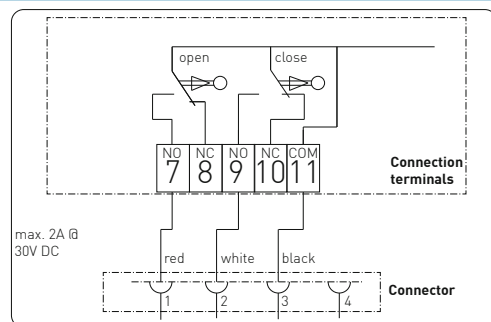 open close
NO NC NO NC COM
7 8 9 10 11
Connection
terminals
max. 2A @
30V DC
red white black
Connector
1 2 3 4